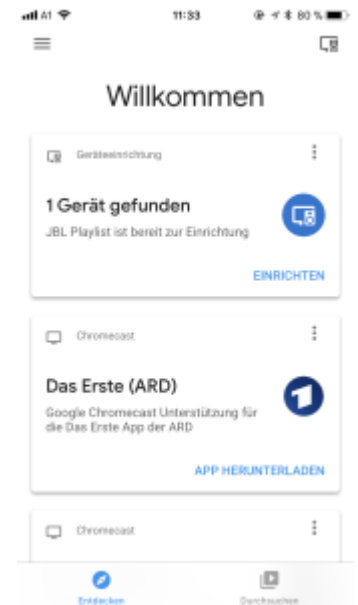 A1
11:33
80 %
Willkommen
Geräteeinrichtung
1 Gerät gefunden
JBL Playlist ist bereit zur Einrichtung
EINRICHTEN
Chromecast
Das Erste (ARD)
Google Chromecast Unterstützung für
die Das Erste App der ARD
APP HERUNTERLADEN
Chromecast
Entdecken
Durchsuchen